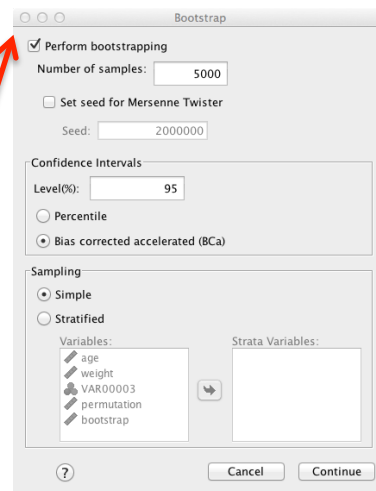 Bootstrap
Perform bootstrapping
Number of samples: 5000
Set seed for Mersenne Twister
Seed: 2000000
Confidence Intervals
Level(%): 95
Percentile
Bias corrected accelerated (BCa)
Sampling
Simple
Stratified
Variables: Strata Variables:
age
weight
VAR00003
permutation
bootstrap
? Cancel Continue